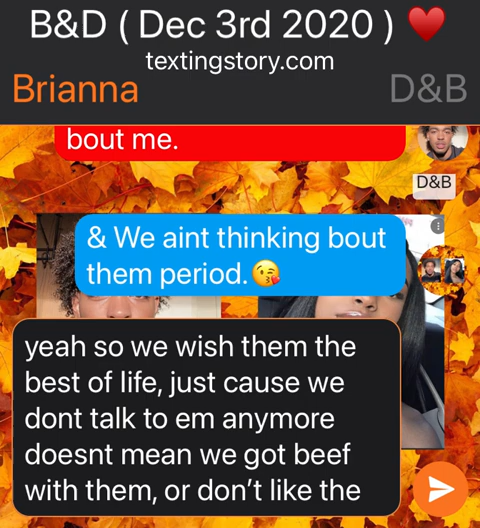 B&D ( Dec 3rd 2020 ) ♥️
textingstory.com
Brianna
D&B
bout me.
D&B
& We aint thinking bout
them period.😘
yeah so we wish them the
best of life, just cause we
dont talk to em anymore
doesnt mean we got beef
with them, or don’t like the